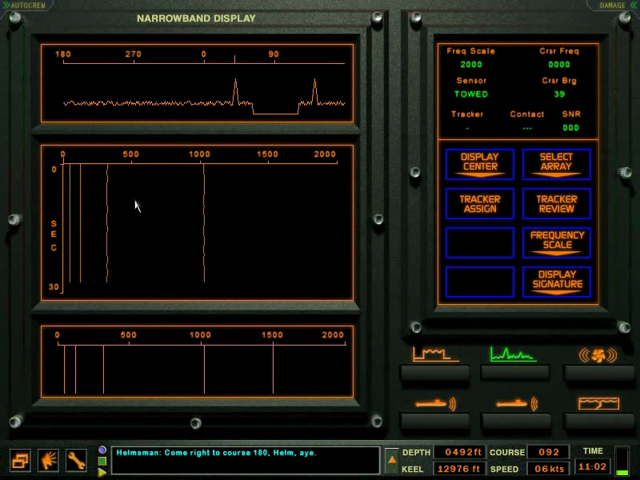 AUTOCREW
DAMAGE
NARROWBAND DISPLAY
180 270 0 90
Freq Scale Crsr Freq
2000 0000
Sensor Crsr Brg
TOWED 39
Tracker Contact SNR
- --- 000
0 500 1000 1500 2000
0
SEC
30
DISPLAY CENTER
SELECT ARRAY
TRACKER ASSIGN
TRACKER REVIEW
FREQUENCY SCALE
DISPLAY SIGNATURE
0 500 1000 1500 2000
Helmsman: Come right to course 180, Helm, aye.
DEPTH 0492ft COURSE 092 TIME
KEEL 12976 ft SPEED 06kts 11:02